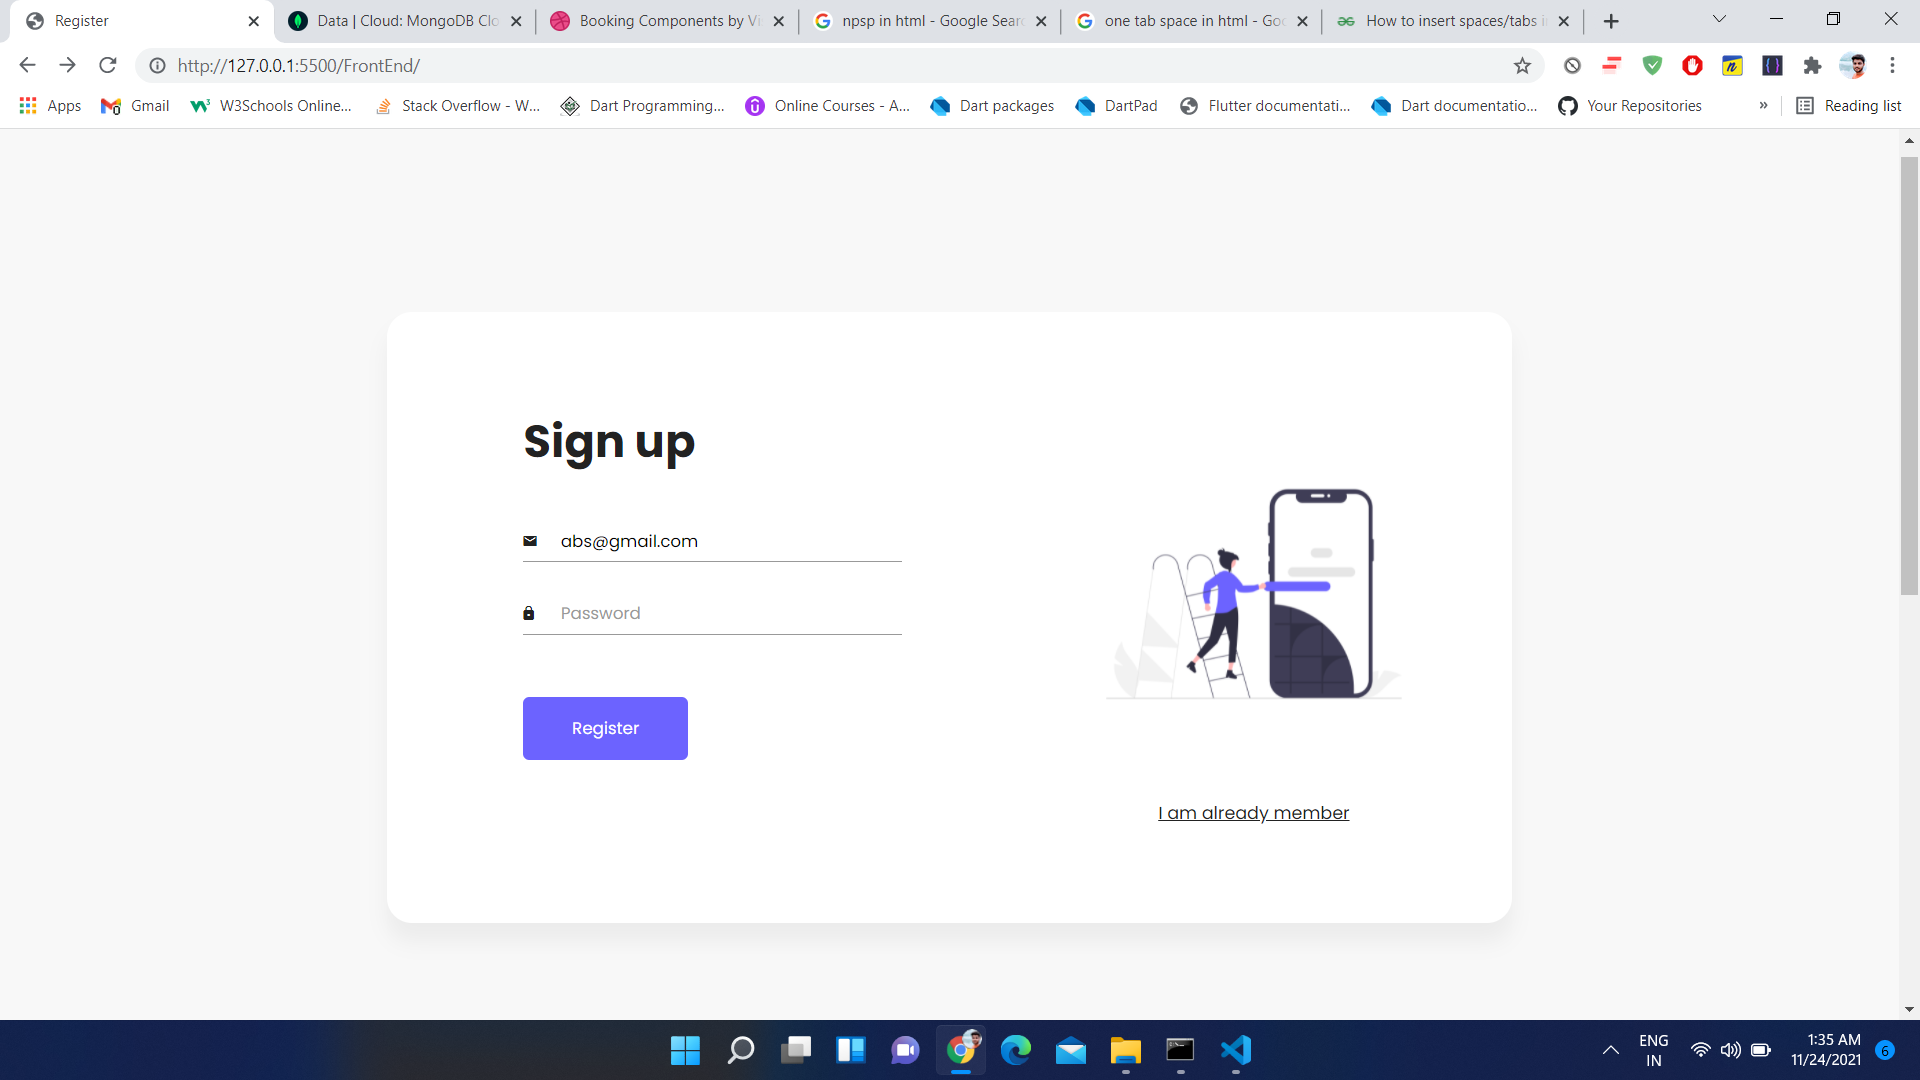 Register
Data | Cloud: MongoDB Clo
Booking Components by Vi
npsp in html - Google Sear
one tab space in html - Goo
How to insert spaces/tabs i
http://127.0.0.1:5500/FrontEnd/
Apps
Gmail
W3Schools Online...
Stack Overflow - W...
Dart Programming...
Online Courses - A...
Dart packages
DartPad
Flutter documentati...
Dart documentatio...
Your Repositories
»
Reading list
Sign up
abs@gmail.com
Password
Register
I am already member
ENG
IN
1:35 AM
11/24/2021
6